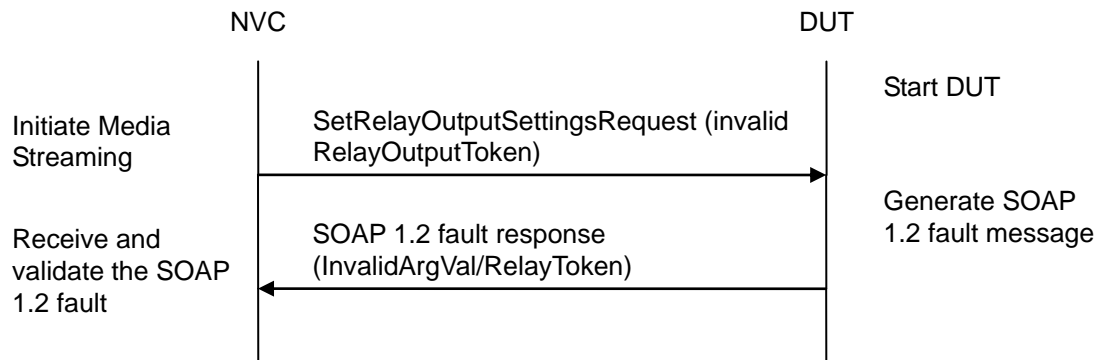 NVC
DUT
Start DUT
Initiate Media
Streaming
SetRelayOutputSettingsRequest (invalid
RelayOutputToken)
Generate SOAP
1.2 fault message
Receive and
validate the SOAP
1.2 fault
SOAP 1.2 fault response
(InvalidArgVal/RelayToken)